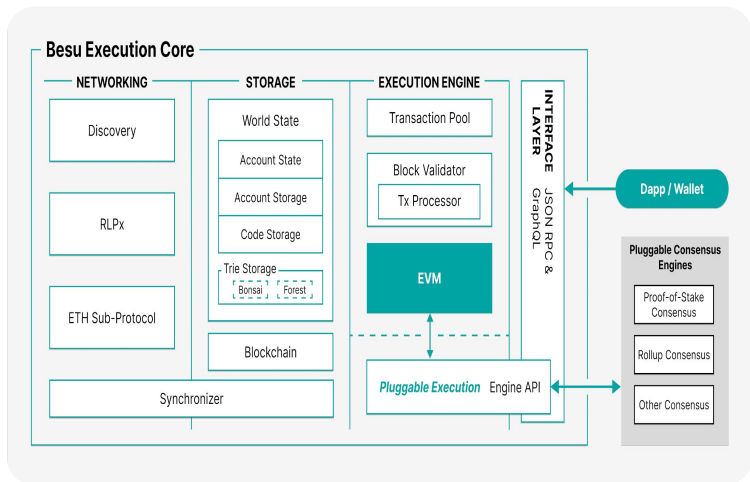 Besu Execution Core
NETWORKING
Discovery
RLPx
ETH Sub-Protocol
Synchronizer
STORAGE
World State
Account State
Account Storage
Code Storage
Trie Storage
Bonsai
Forest
Blockchain
EXECUTION ENGINE
Transaction Pool
Block Validator
Tx Processor
EVM
Pluggable Execution Engine API
INTERFACE
LAYER
JSON RPC &
GraphQL
Dapp / Wallet
Pluggable Consensus
Engines
Proof-of-Stake
Consensus
Rollup Consensus
Other Consensus